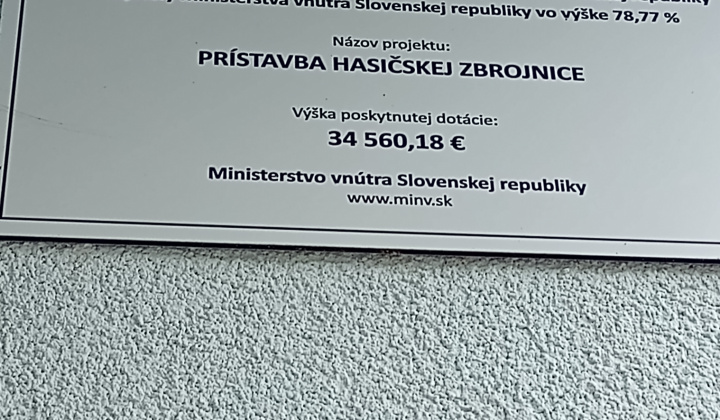 vnútra Slovenskej republiky vo výške 78,77 %
Názov projektu:
PRÍSTAVBA HASIČSKEJ ZBROJNICE
Výška poskytnutej dotácie:
34 560,18 €
Ministerstvo vnútra Slovenskej republiky
www.minv.sk